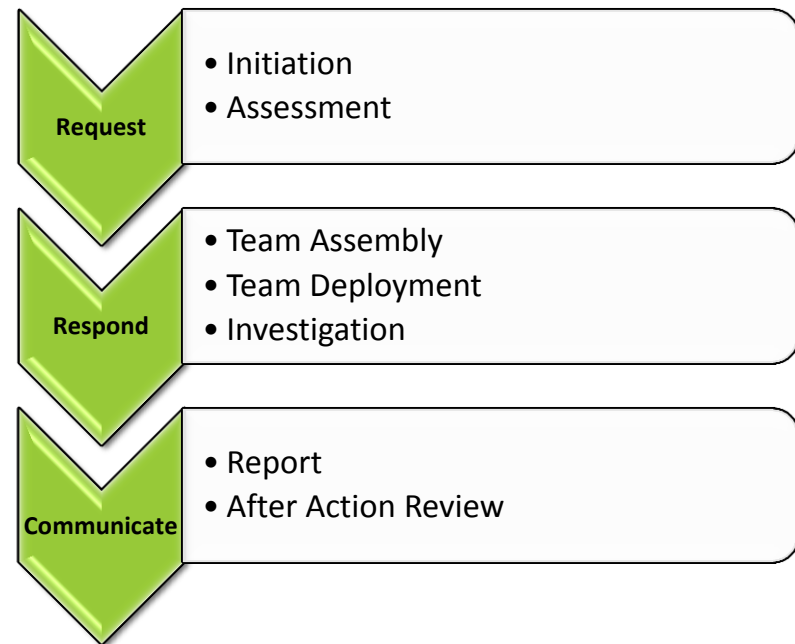 Request
• Initiation
• Assessment
Respond
• Team Assembly
• Team Deployment
• Investigation
Communicate
• Report
• After Action Review